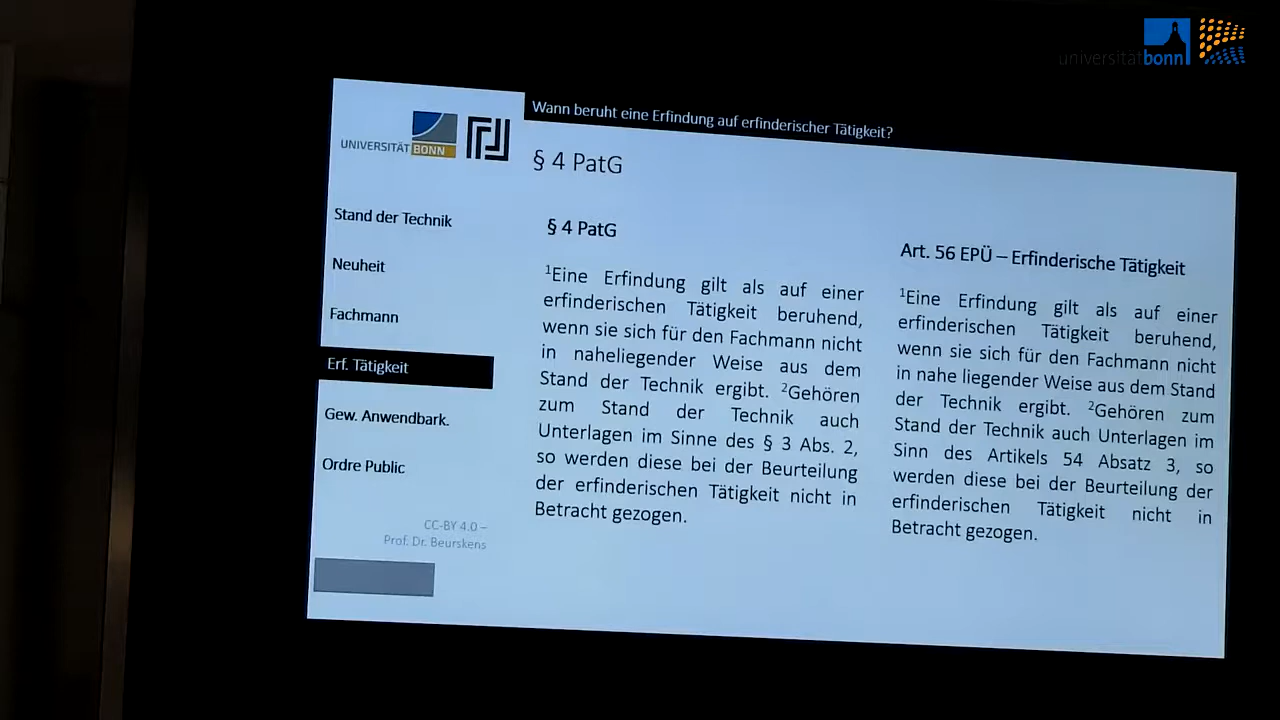 universität bonn
Wann beruht eine Erfindung auf erfinderischer Tätigkeit?
UNIVERSITÄT BONN
§ 4 PatG
Stand der Technik
Neuheit
Fachmann
Erf. Tätigkeit
Gew. Anwendbark.
Ordre Public
CC-BY 4.0 –
Prof. Dr. Beurskens
§ 4 PatG
¹Eine Erfindung gilt als auf einer
erfinderischen Tätigkeit beruhend,
wenn sie sich für den Fachmann nicht
in naheliegender Weise aus dem
Stand der Technik ergibt. ²Gehören
zum Stand der Technik auch
Unterlagen im Sinne des § 3 Abs. 2,
so werden diese bei der Beurteilung
der erfinderischen Tätigkeit nicht in
Betracht gezogen.
Art. 56 EPÜ – Erfinderische Tätigkeit
¹Eine Erfindung gilt als auf einer
erfinderischen Tätigkeit beruhend,
wenn sie sich für den Fachmann nicht
in nahe liegender Weise aus dem Stand
der Technik ergibt. ²Gehören zum
Stand der Technik auch Unterlagen im
Sinn des Artikels 54 Absatz 3, so
werden diese bei der Beurteilung der
erfinderischen Tätigkeit nicht in
Betracht gezogen.